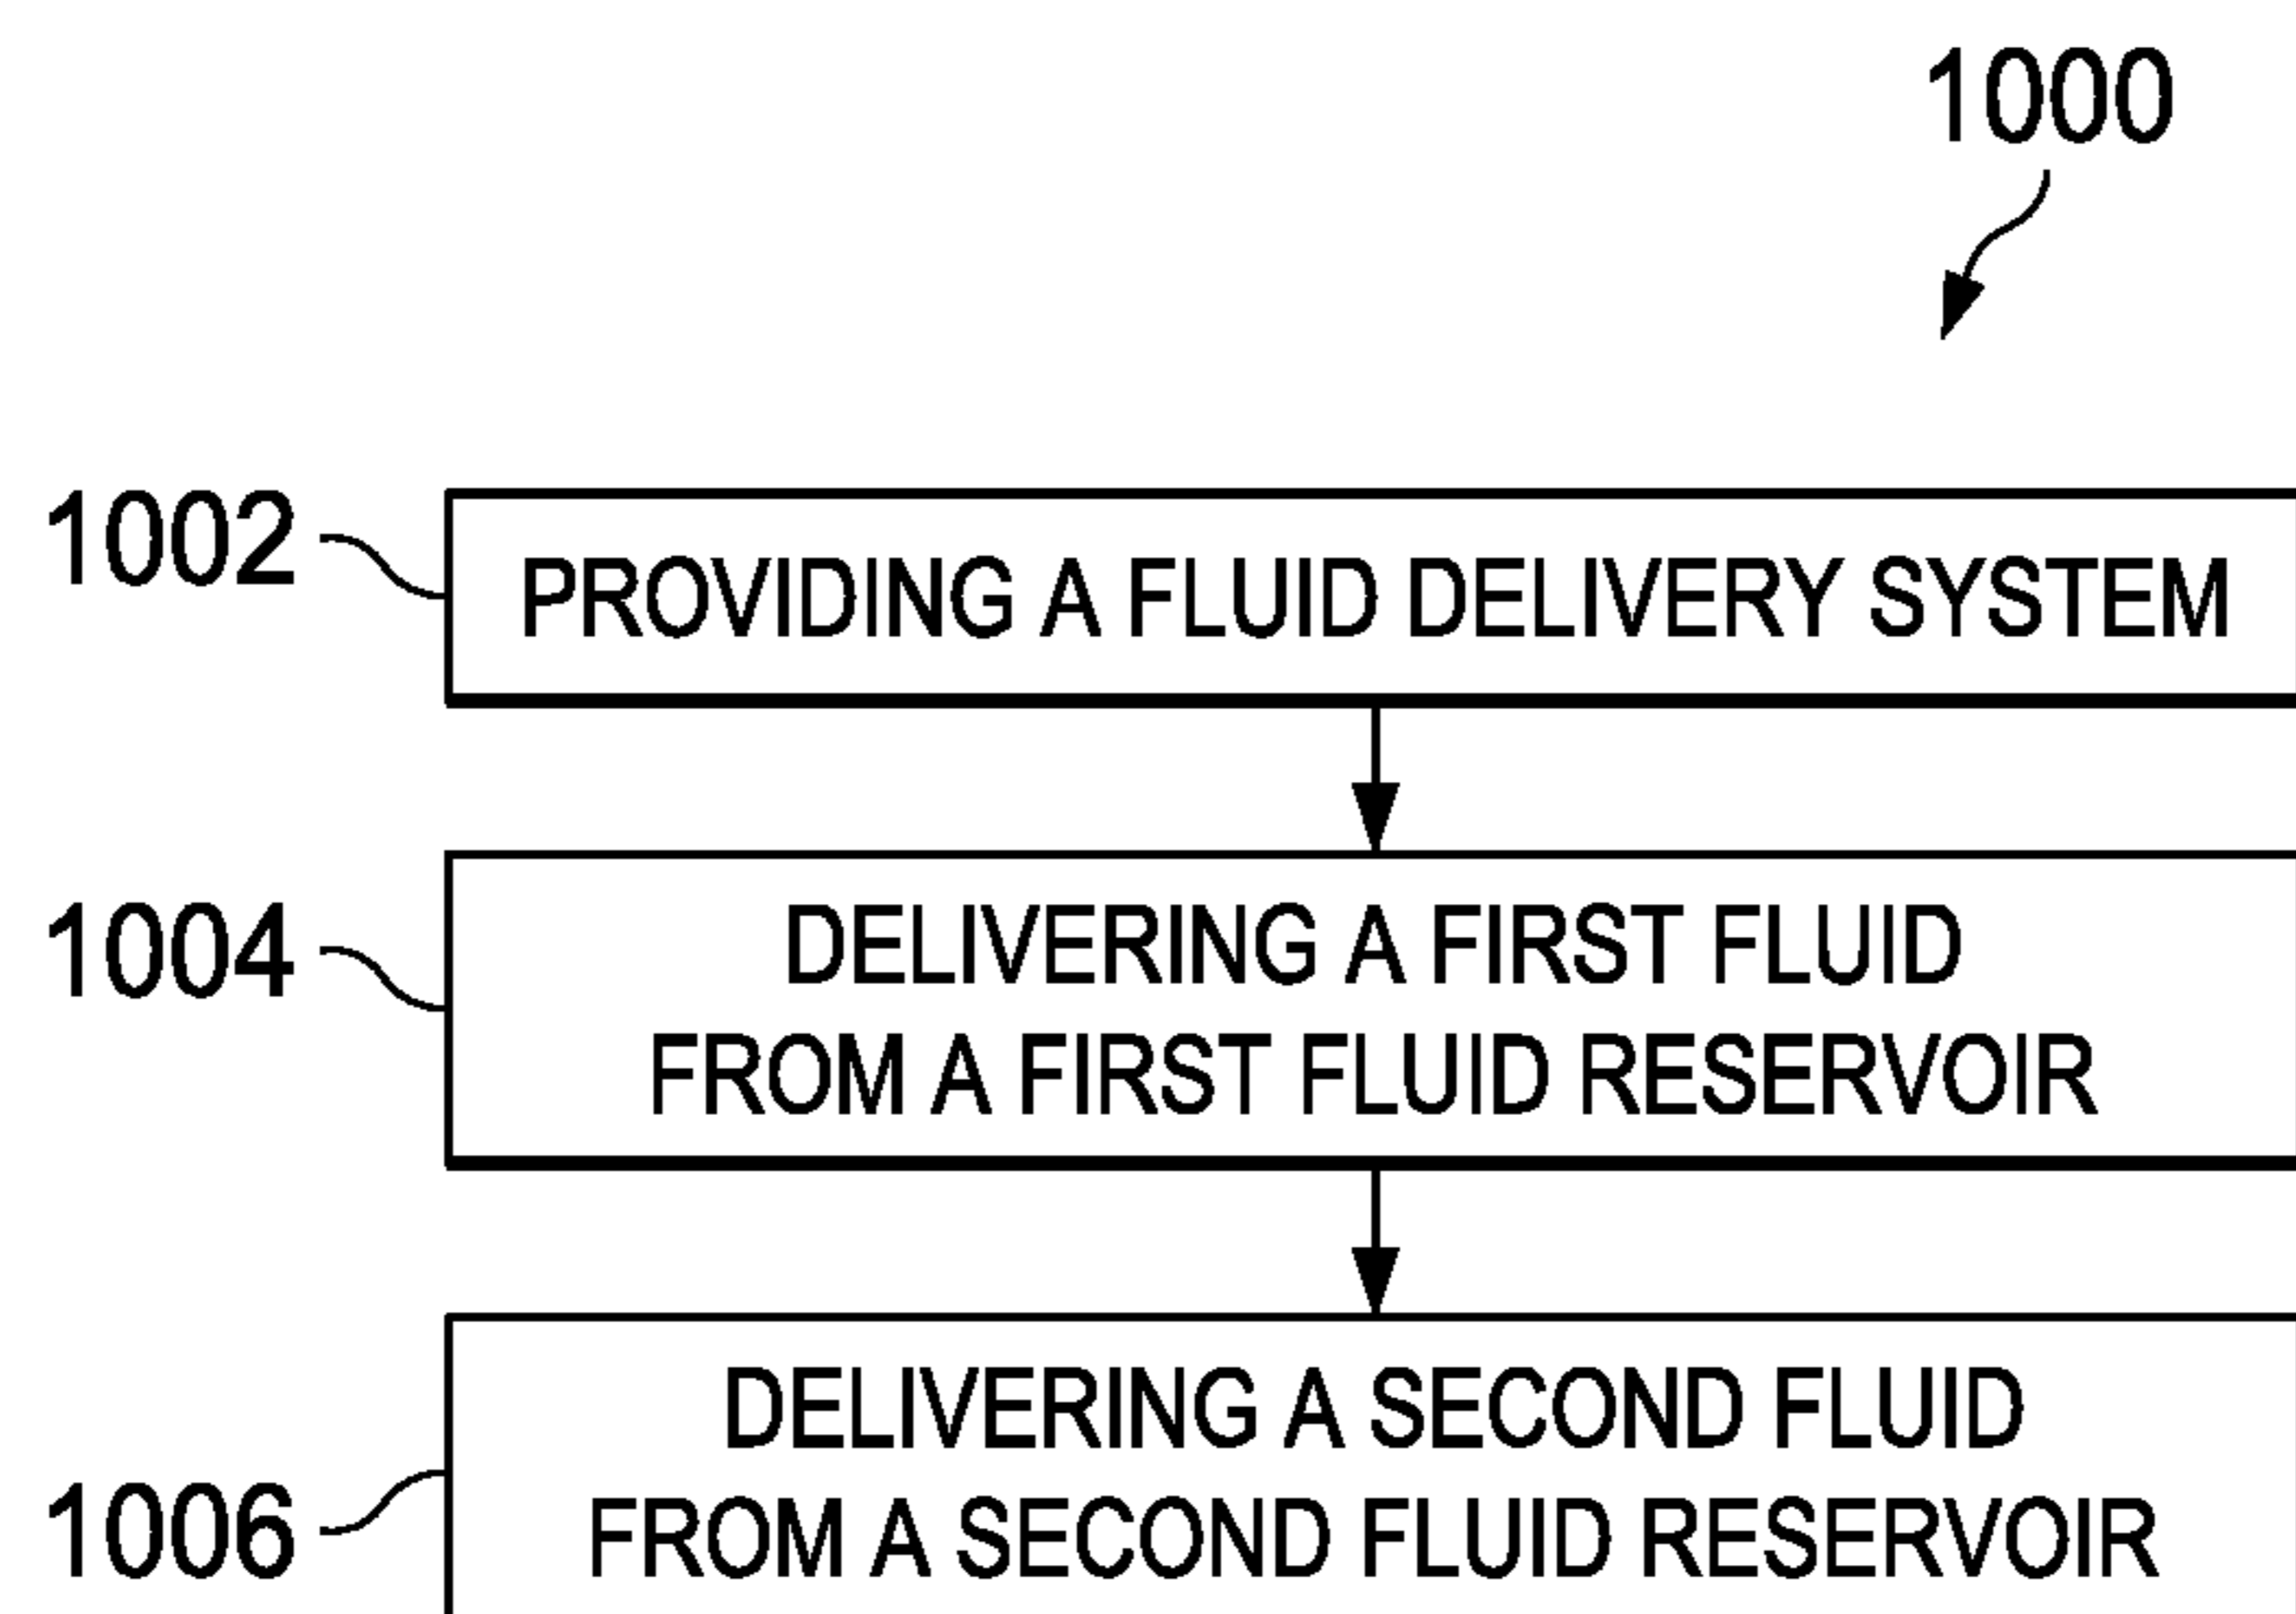 1000
1002
PROVIDING A FLUID DELIVERY SYSTEM
1004
DELIVERING A FIRST FLUID
FROM A FIRST FLUID RESERVOIR
1006
DELIVERING A SECOND FLUID
FROM A SECOND FLUID RESERVOIR